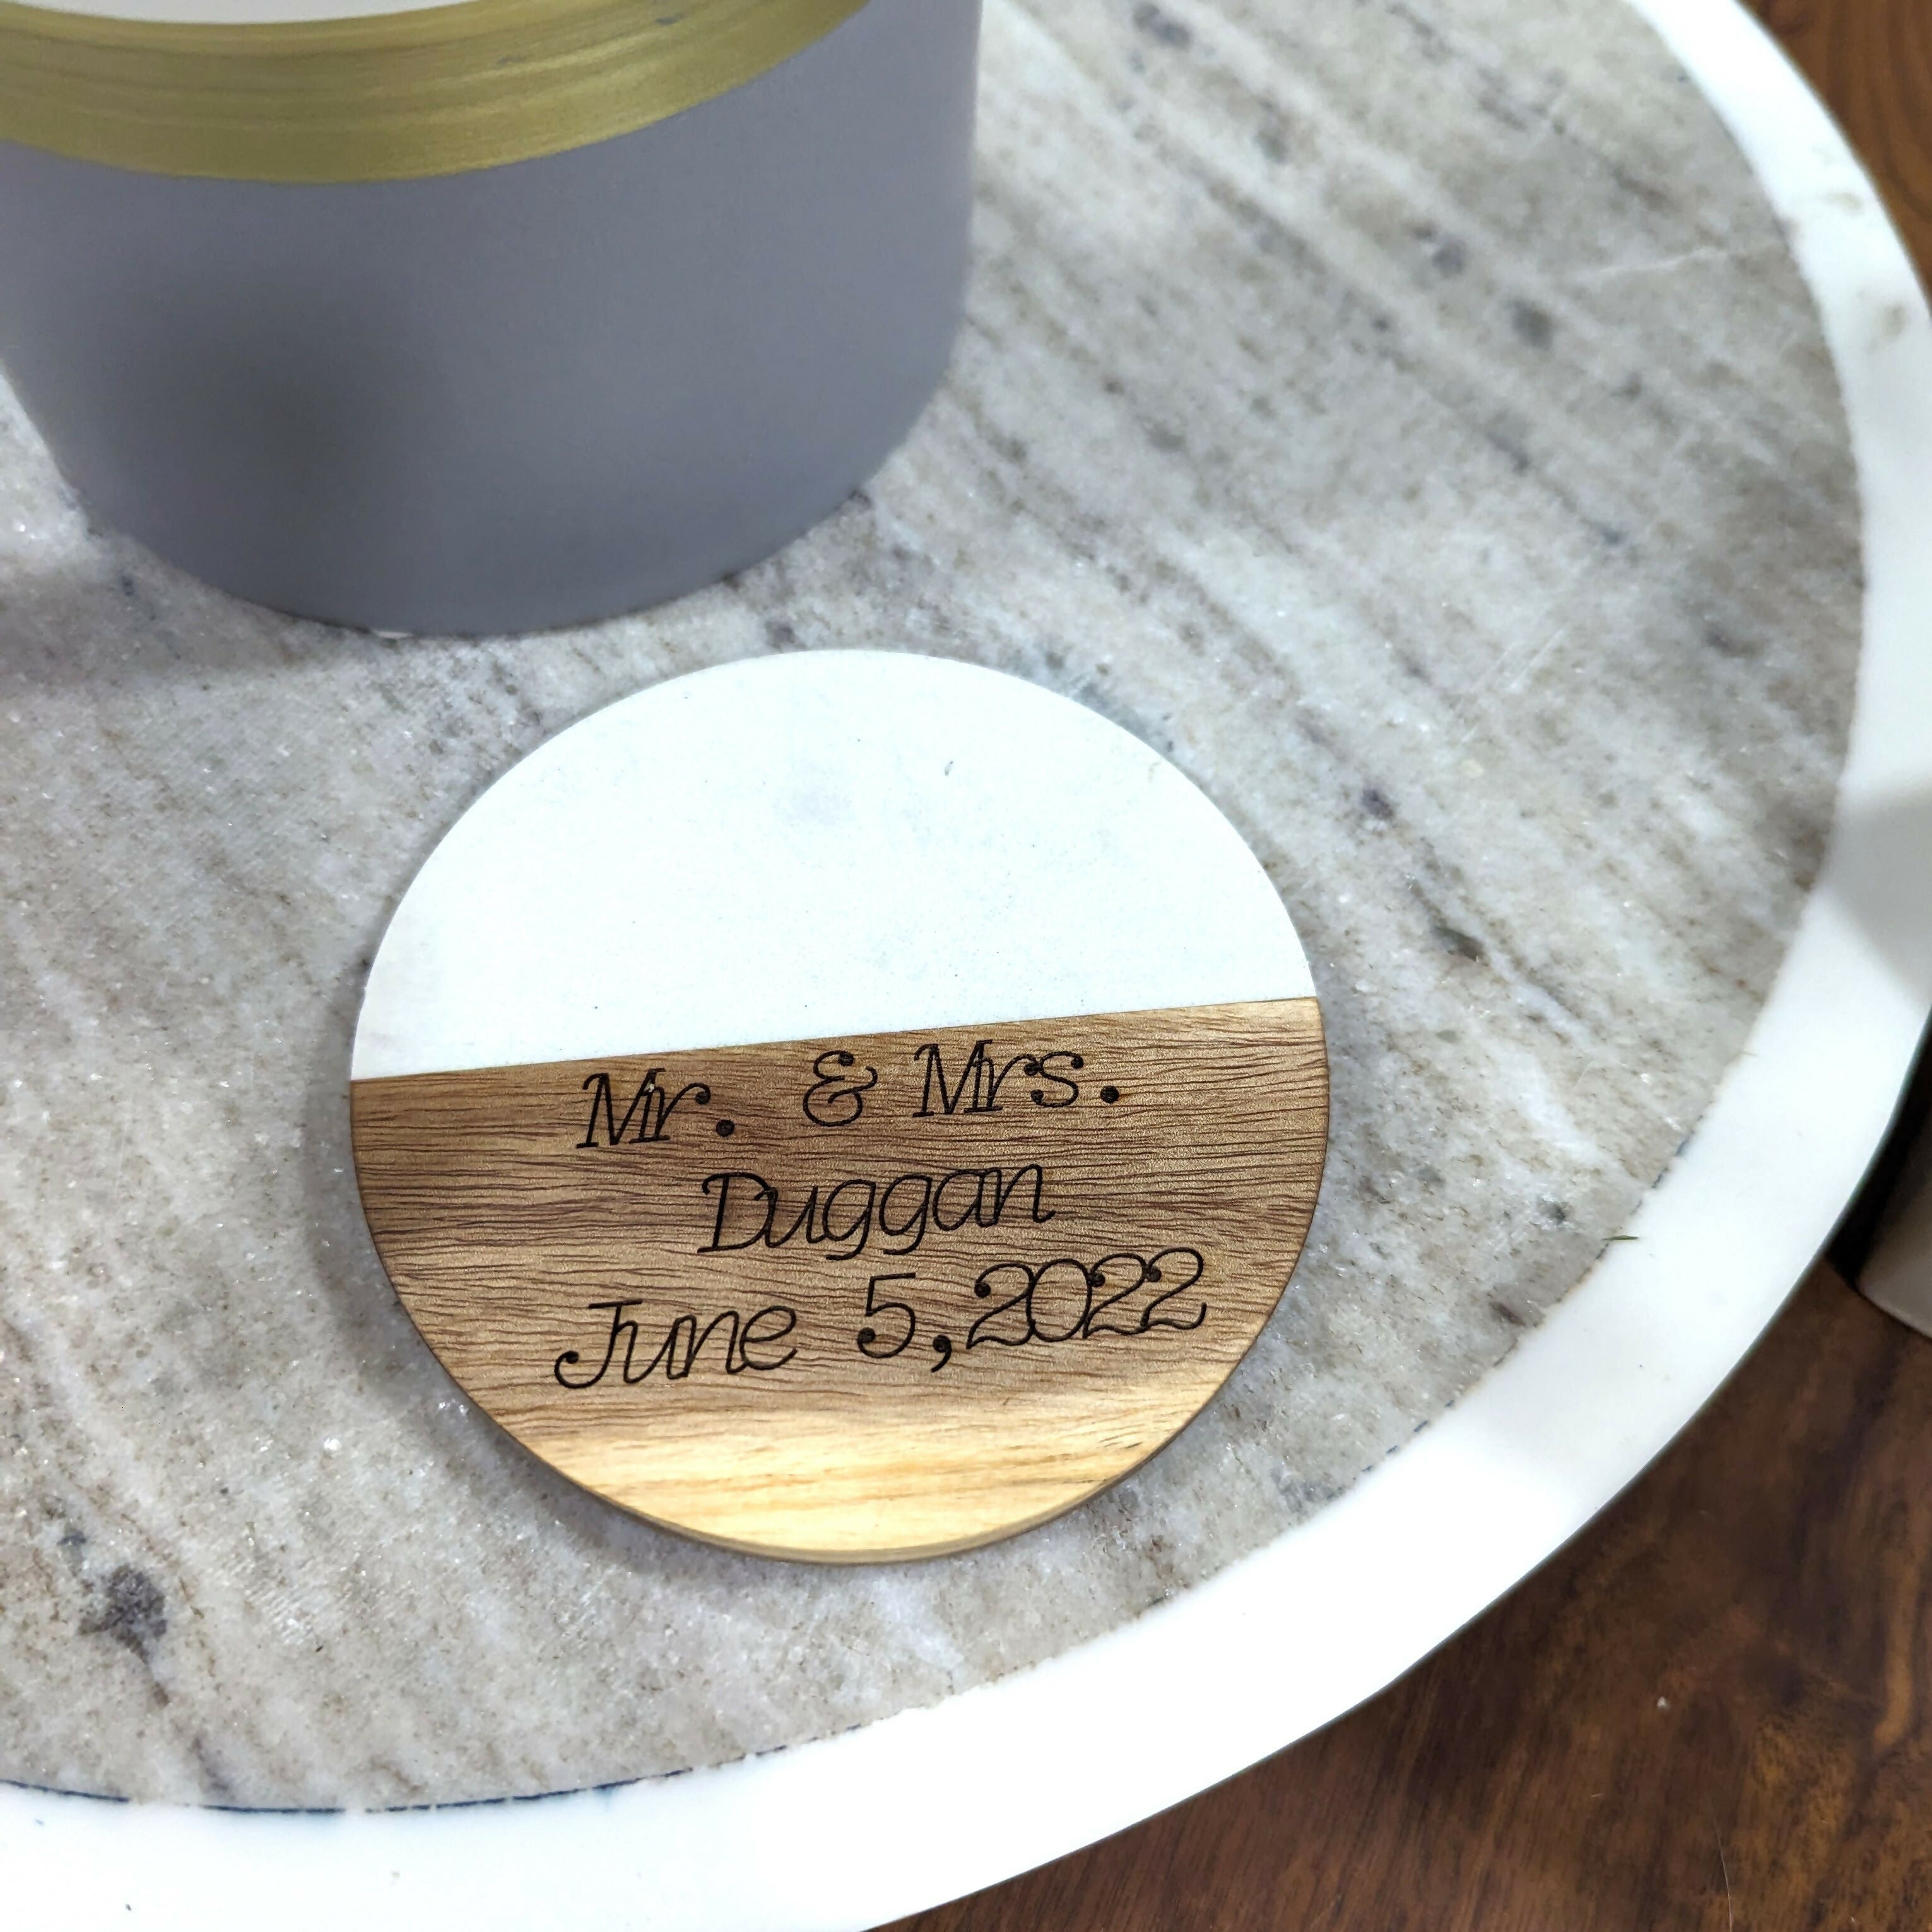 Mr. & Mrs.
Duggan
June 5,2022